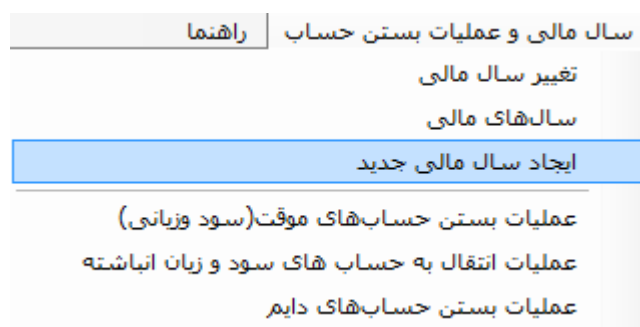 سال مالی و عملیات بستن حساب راهنما
تغییر سال مالی
سال‌های مالی
ایجاد سال مالی جدید
عملیات بستن حساب‌های موقت(سود وزیانی)
عملیات انتقال به حساب های سود و زیان انباشته
عملیات بستن حساب‌های دایم